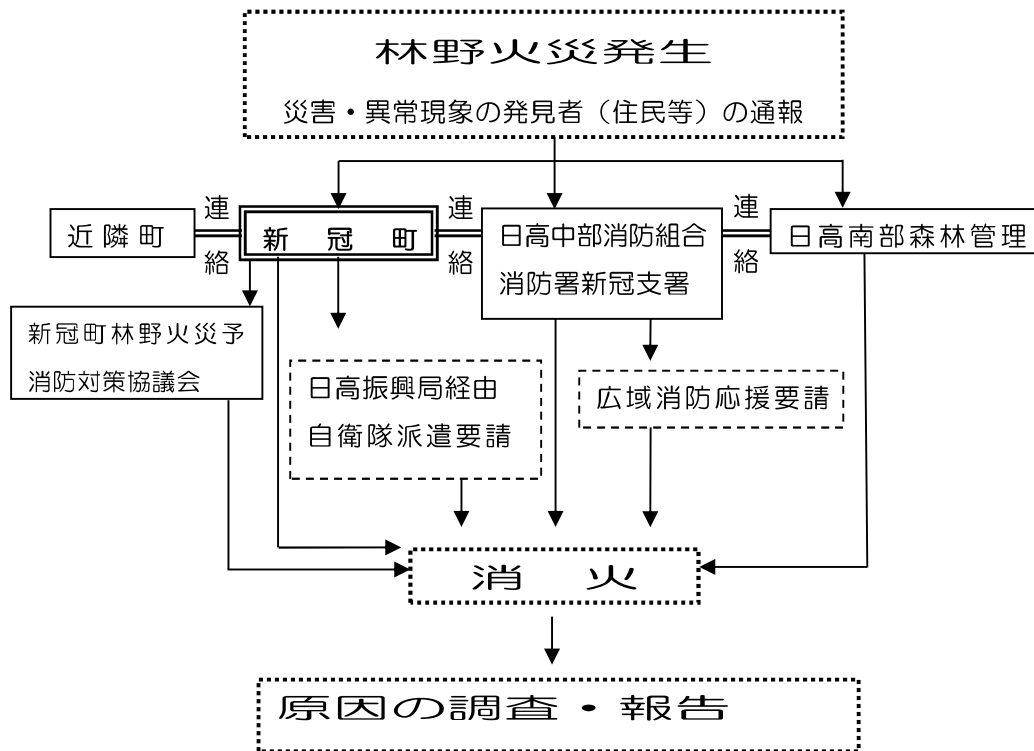 林野火災発生
災害・異常現象の発見者（住民等）の通報
近隣町
連絡
新 冠 町
連絡
日高中部消防組合
消防署新冠支署
連絡
日高南部森林管理
新冠町林野火災予
消防対策協議会
日高振興局経由
自衛隊派遣要請
広域消防応援要請
消 火
原因の調査・報告